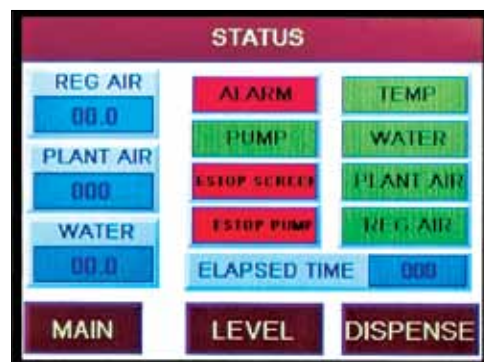 STATUS
REG AIR
00.0
PLANT AIR
000
WATER
00.0
ALARM
PUMP
ESTOP SCREEN
ESTOP PUMP
TEMP
WATER
PLANT AIR
REG AIR
ELAPSED TIME 000
MAIN
LEVEL
DISPENSE